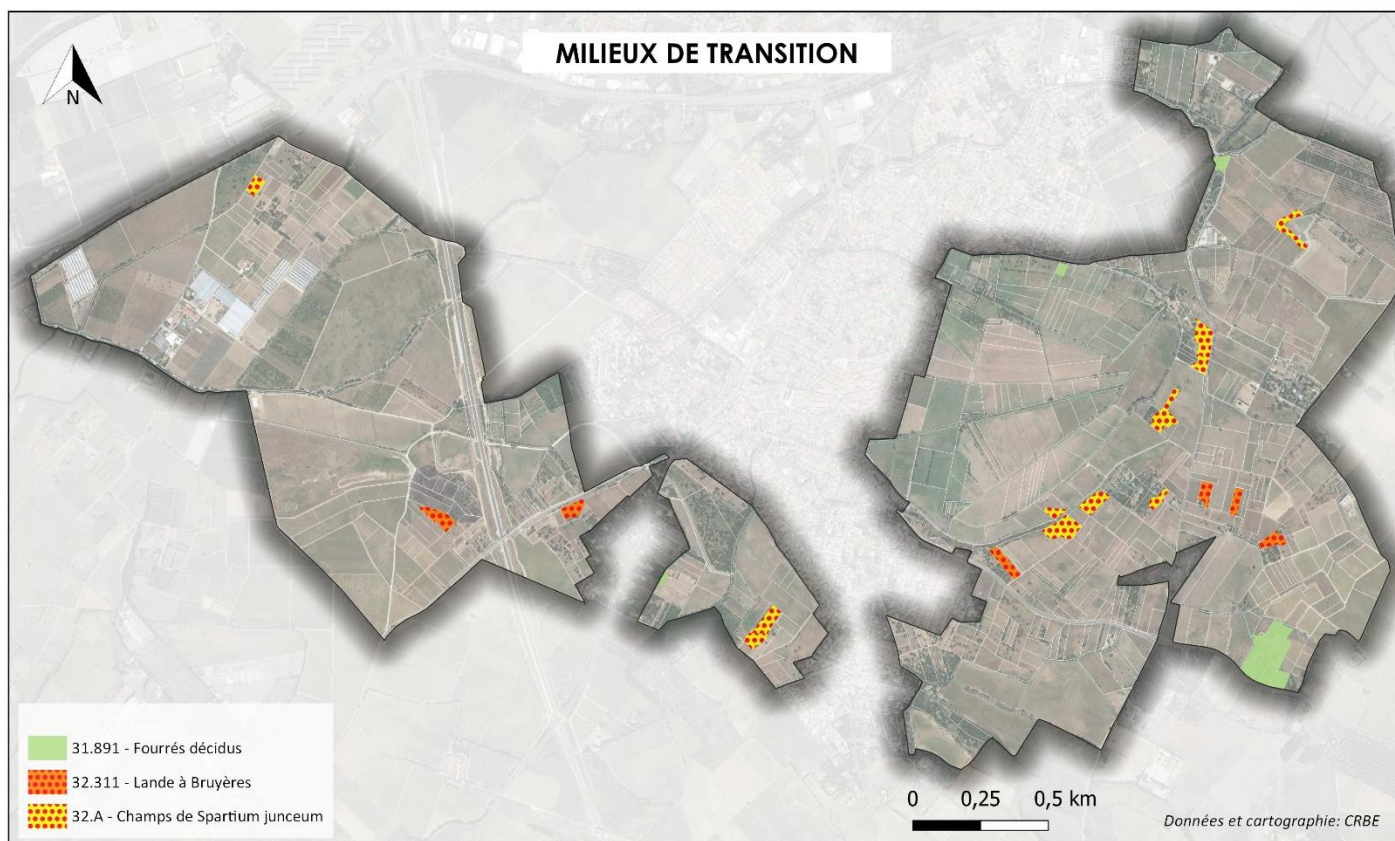 MILIEUX DE TRANSITION
N
31.891 - Fourrés décidus
32.311 - Lande à Bruyères
32.A - Champs de Spartium junceum
0 0,25 0,5 km
Données et cartographie: CRBE